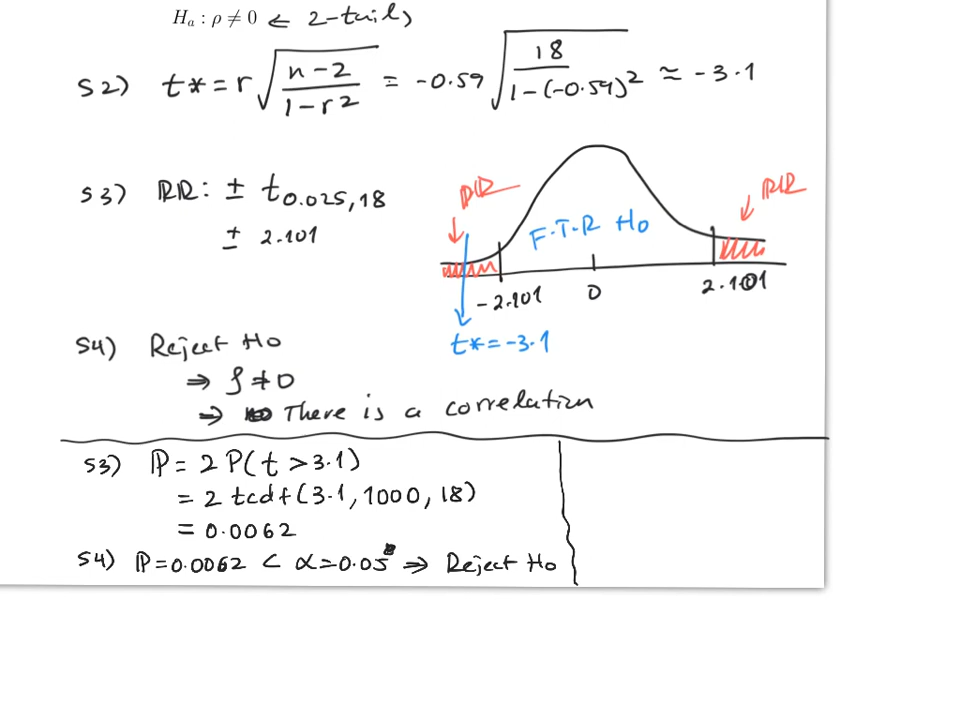 Hₐ : ρ ≠ 0 ← 2-tails
S2) t* = r √((n-2)/(1-r²)) = -0.59 √(18/(1-(-0.59)²)) ≈ -3.1
S3) RR: ± t0.025,18
± 2.101
RR
RR
F-T-R Ho
-2.101 0 2.101
t* = -3.1
S4) Reject Ho
⇒ ρ ≠ 0
⇒ There is a correlation
S3) P = 2 P(t > 3.1)
= 2 tcdf(3.1, 1000, 18)
= 0.0062
S4) P = 0.0062 < α = 0.05 ⇒ Reject Ho